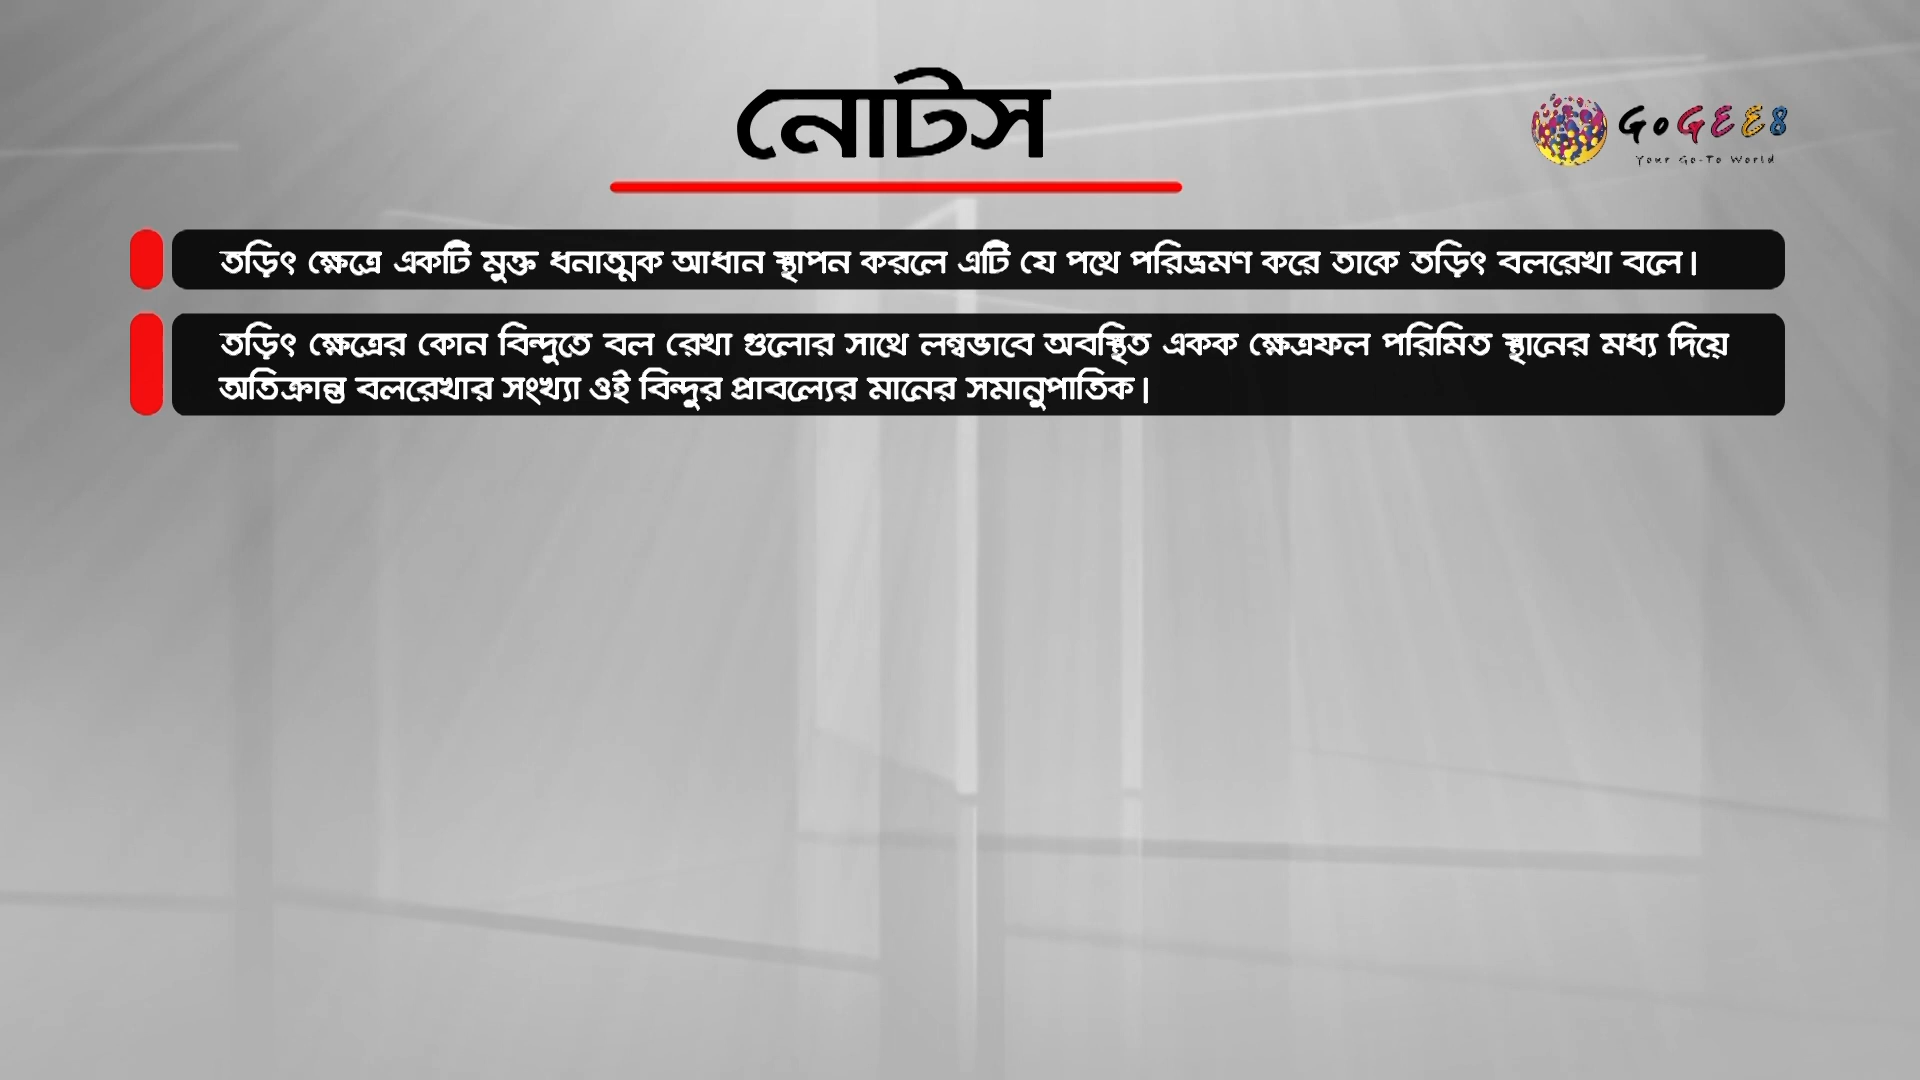 নোটস
GoGEE8
Your Go-To World
তড়িৎ ক্ষেত্রে একটি মুক্ত ধনাত্মক আধান স্থাপন করলে এটি যে পথে পরিভ্রমণ করে তাকে তড়িৎ বলরেখা বলে।
তড়িৎ ক্ষেত্রের কোন বিন্দুতে বল রেখা গুলোর সাথে লম্বভাবে অবস্থিত একক ক্ষেত্রফল পরিমিত স্থানের মধ্য দিয়ে
অতিক্রান্ত বলরেখার সংখ্যা ওই বিন্দুর প্রাবল্যের মানের সমানুপাতিক।